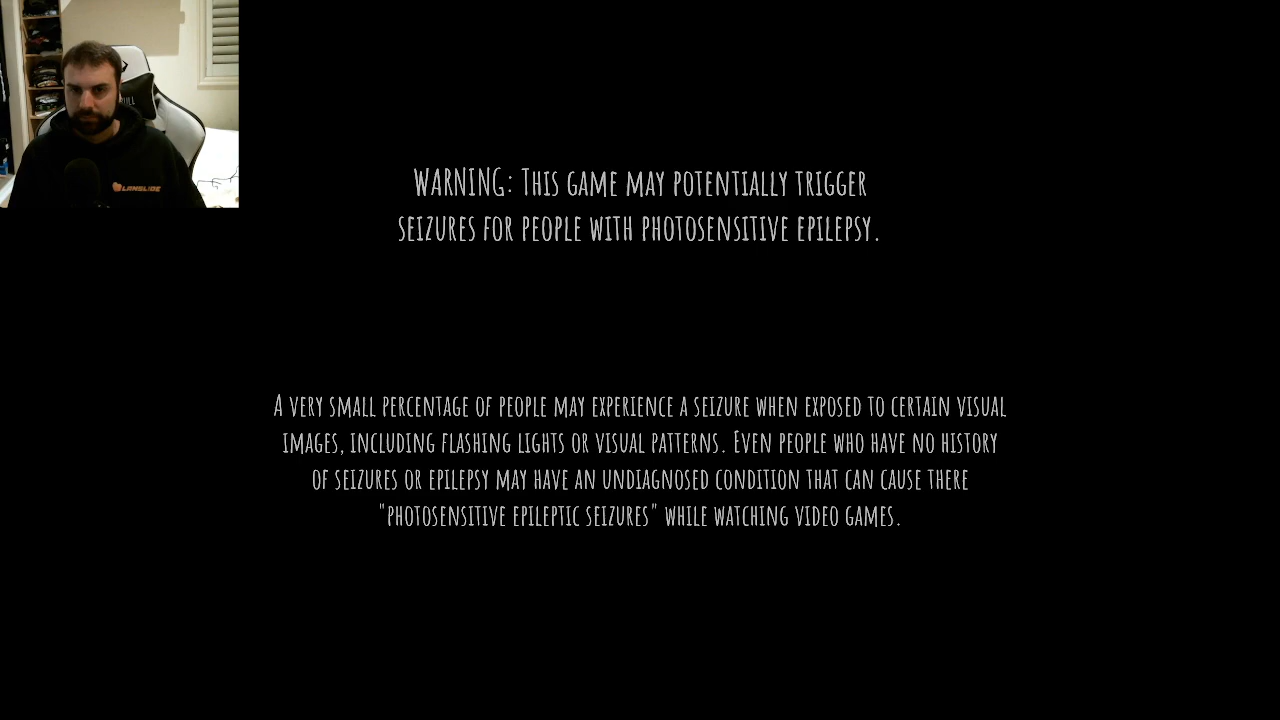 WARNING: THIS GAME MAY POTENTIALLY TRIGGER
SEIZURES FOR PEOPLE WITH PHOTOSENSITIVE EPILEPSY.
A VERY SMALL PERCENTAGE OF PEOPLE MAY EXPERIENCE A SEIZURE WHEN EXPOSED TO CERTAIN VISUAL
IMAGES, INCLUDING FLASHING LIGHTS OR VISUAL PATTERNS. EVEN PEOPLE WHO HAVE NO HISTORY
OF SEIZURES OR EPILEPSY MAY HAVE AN UNDIAGNOSED CONDITION THAT CAN CAUSE THERE
"PHOTOSENSITIVE EPILEPTIC SEIZURES" WHILE WATCHING VIDEO GAMES.